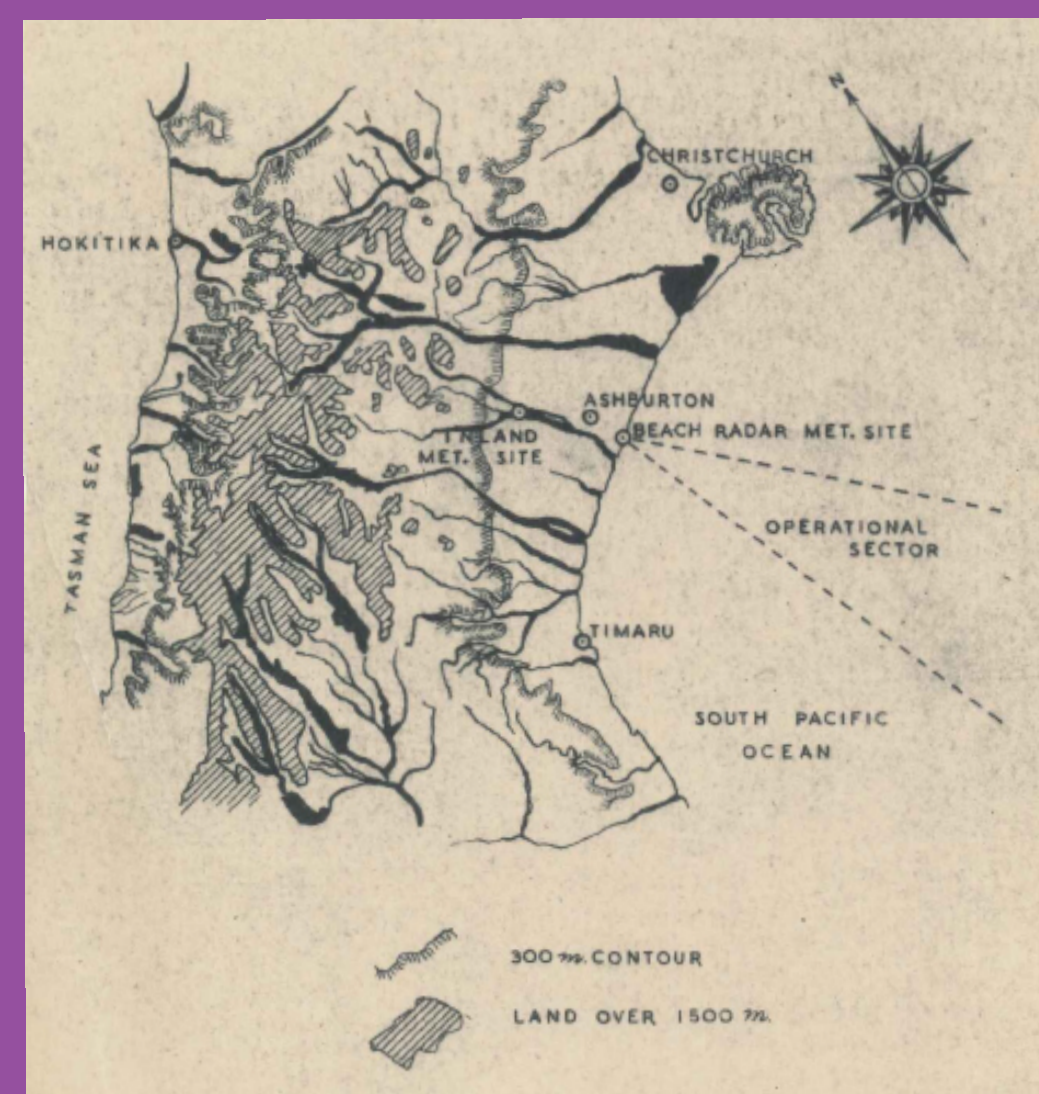 N
CHRISTCHURCH
HOKITIKA
ASHBURTON
BEACH RADAR MET. SITE
INLAND
MET. SITE
TASMAN SEA
OPERATIONAL
SECTOR
TIMARU
SOUTH PACIFIC
OCEAN
300 m. CONTOUR
LAND OVER 1500 m.